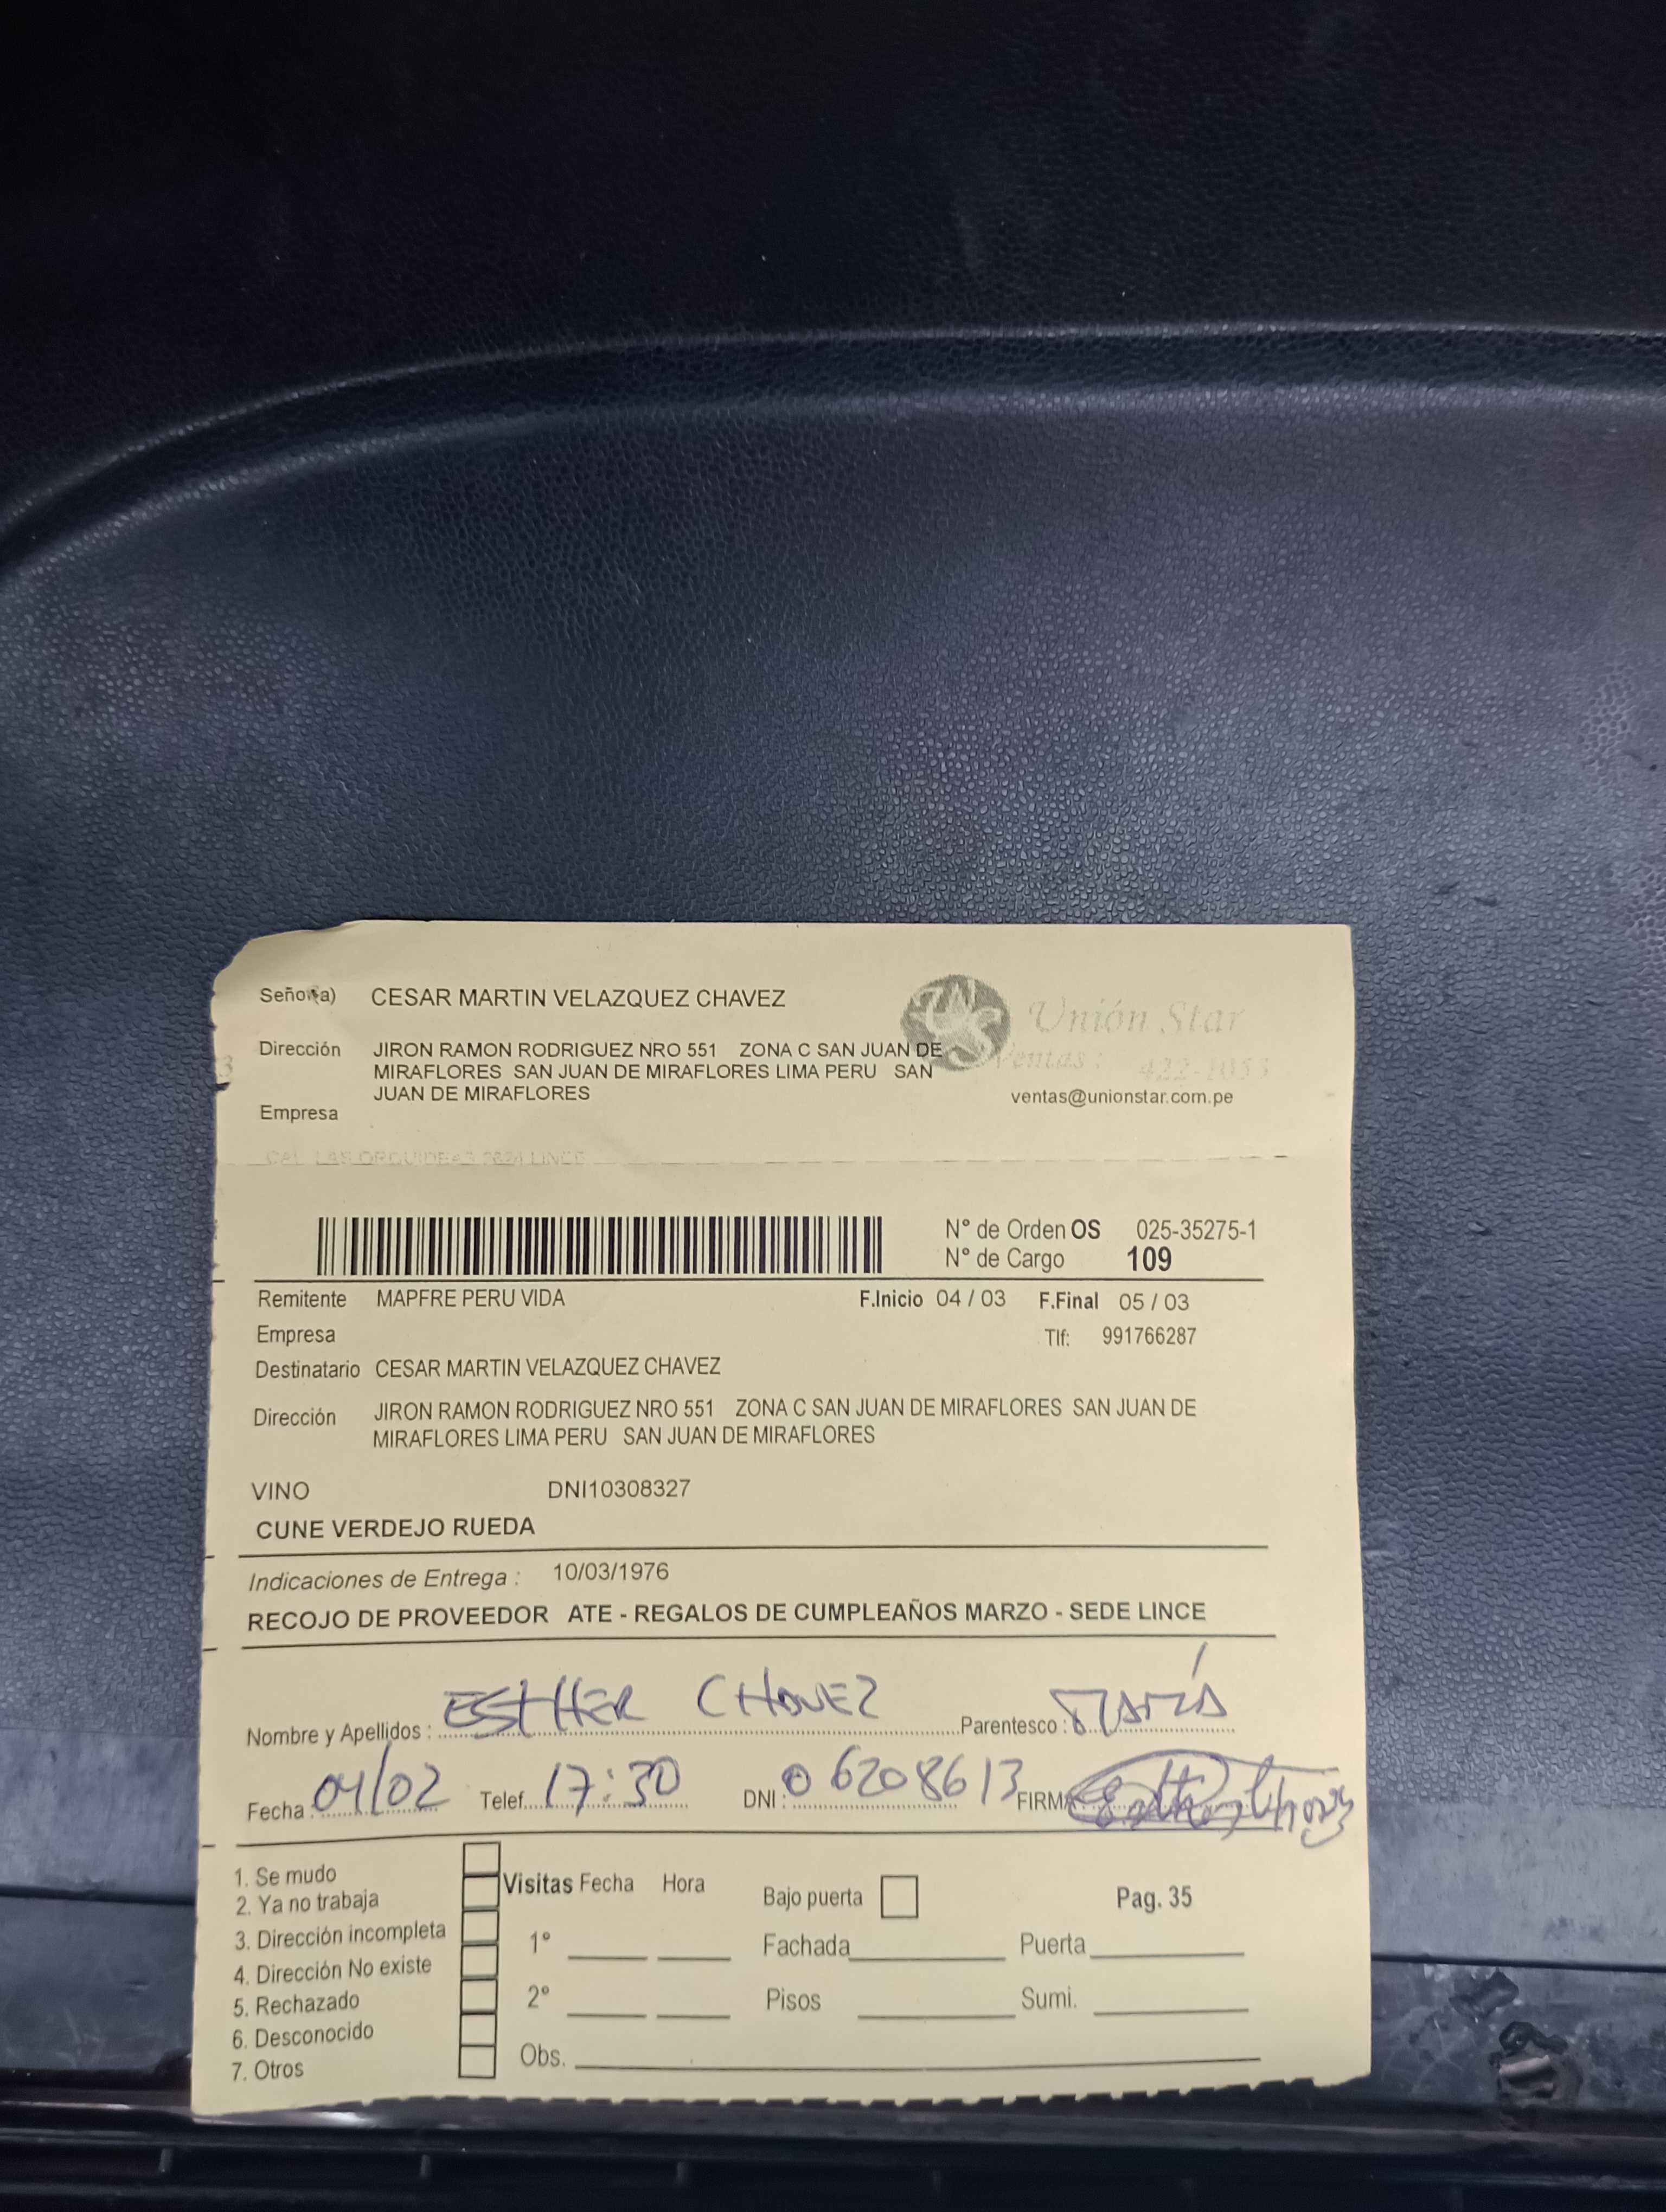 Señor(a) CESAR MARTIN VELAZQUEZ CHAVEZ
Unión Star
Dirección JIRON RAMON RODRIGUEZ NRO 551 ZONA C SAN JUAN DE
MIRAFLORES SAN JUAN DE MIRAFLORES LIMA PERU SAN
JUAN DE MIRAFLORES
Ventas: 422-1053
ventas@unionstar.com.pe
Empresa
N° de Orden OS 025-35275-1
N° de Cargo 109
Remitente MAPFRE PERU VIDA F.Inicio 04 / 03 F.Final 05 / 03
Empresa Tlf: 991766287
Destinatario CESAR MARTIN VELAZQUEZ CHAVEZ
Dirección JIRON RAMON RODRIGUEZ NRO 551 ZONA C SAN JUAN DE MIRAFLORES SAN JUAN DE
MIRAFLORES LIMA PERU SAN JUAN DE MIRAFLORES
VINO DNI10308327
CUNE VERDEJO RUEDA
Indicaciones de Entrega : 10/03/1976
RECOJO DE PROVEEDOR ATE - REGALOS DE CUMPLEAÑOS MARZO - SEDE LINCE
Nombre y Apellidos : ESTHER CHAVEZ Parentesco : MAMÁ
Fecha : 04/02 Telef. 17:30 DNI : 06208613 FIRMA
1. Se mudo
2. Ya no trabaja
3. Dirección incompleta
4. Dirección No existe
5. Rechazado
6. Desconocido
7. Otros
Visitas Fecha Hora Bajo puerta Pag. 35
1° Fachada Puerta
2° Pisos Sumi.
Obs.